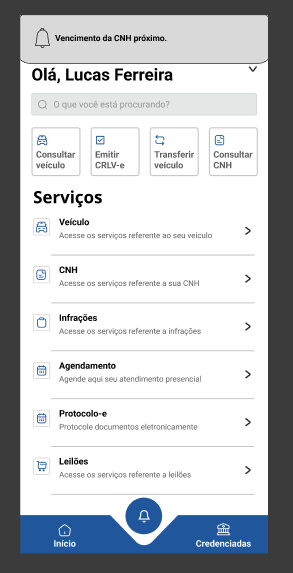 Vencimento da CNH próximo.
Olá, Lucas Ferreira
O que você está procurando?
Consultar
veículo
Emitir
CRLV-e
Transferir
veículo
Consultar
CNH
Serviços
Veículo
Acesse os serviços referente ao seu veículo
CNH
Acesse os serviços referente a sua CNH
Infrações
Acesse os serviços referente a infrações
Agendamento
Agende aqui seu atendimento presencial
Protocolo-e
Protocole documentos eletronicamente
Leilões
Acesse os serviços referente a leilões
Início
Credenciadas